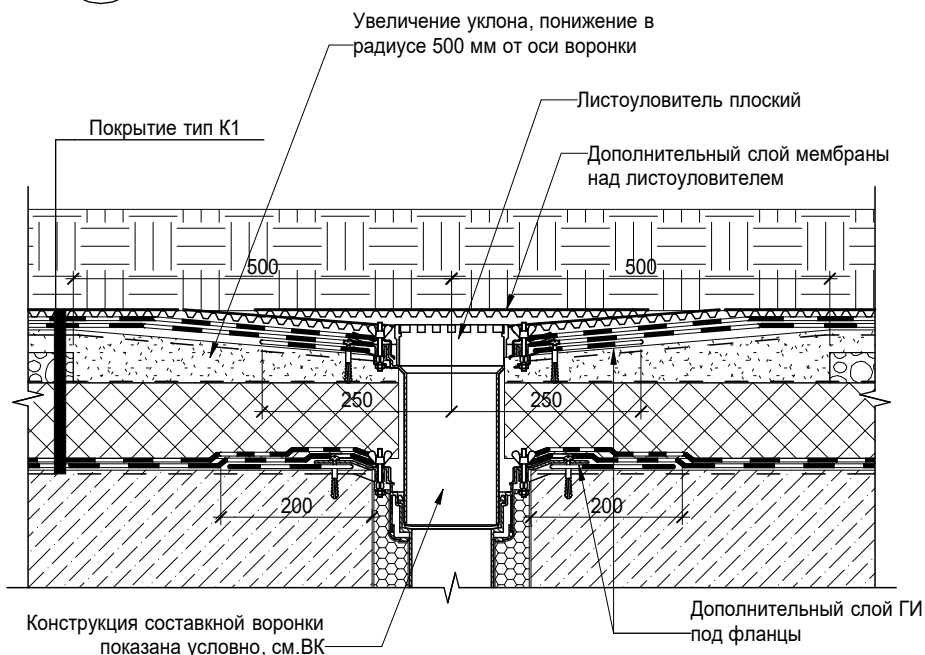 Увеличение уклона, понижение в
радиусе 500 мм от оси воронки
Листоуловитель плоский
Покрытие тип К1
Дополнительный слой мембраны
над листоуловителем
500
500
250
250
200
200
Конструкция составкной воронки
показана условно, см.ВК
Дополнительный слой ГИ
под фланцы